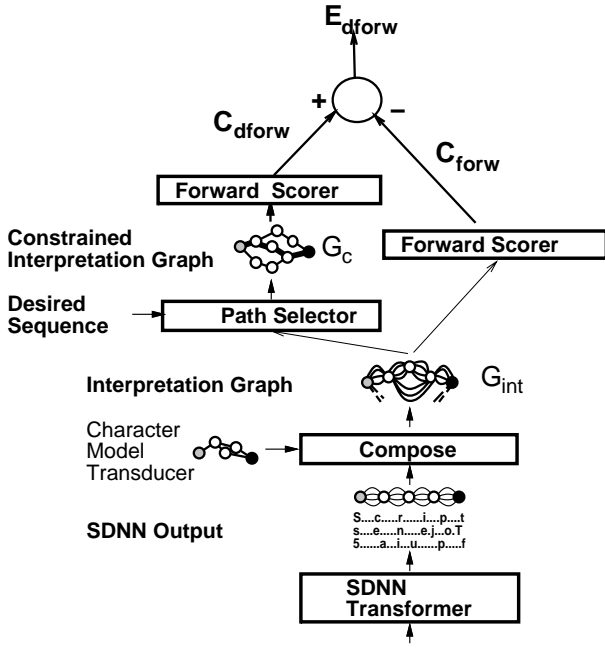 E_dforw
+
−
C_dforw
C_forw
Forward Scorer
Constrained
Interpretation Graph
G_c
Forward Scorer
Desired
Sequence
Path Selector
Interpretation Graph
G_int
Character
Model
Transducer
Compose
SDNN Output
S....c.....r......i....p....t
s....e.....n.....e.j...o.T
5......a...i...u......p.....f
SDNN
Transformer